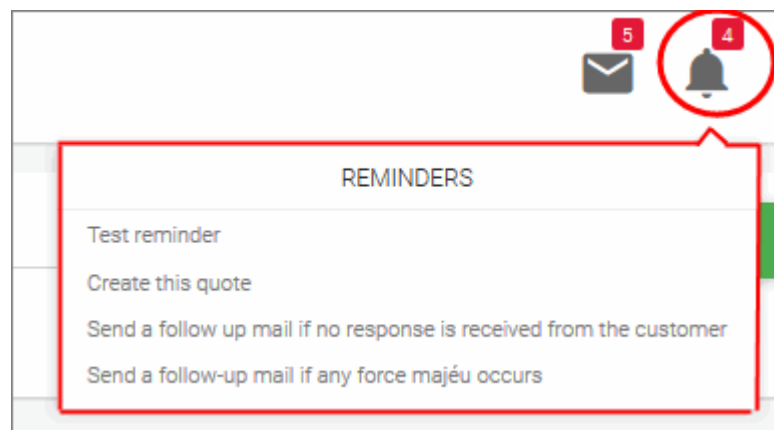 5
4
REMINDERS
Test reminder
Create this quote
Send a follow up mail if no response is received from the customer
Send a follow-up mail if any force majéu occurs